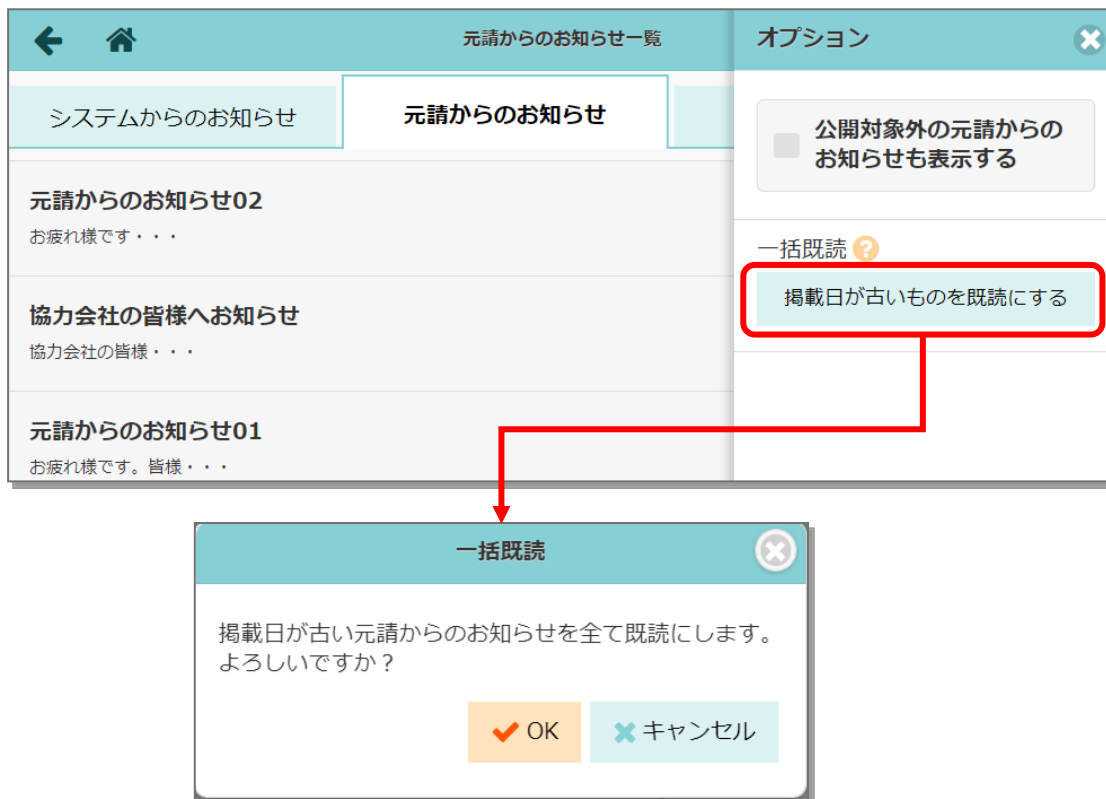 元請からのお知らせ一覧
オプション
システムからのお知らせ
元請からのお知らせ
公開対象外の元請からの
お知らせも表示する
元請からのお知らせ02
お疲れ様です・・・
一括既読 ?
掲載日が古いものを既読にする
協力会社の皆様へお知らせ
協力会社の皆様・・・
元請からのお知らせ01
お疲れ様です。皆様・・・
一括既読
掲載日が古い元請からのお知らせを全て既読にします。
よろしいですか？
OK
キャンセル